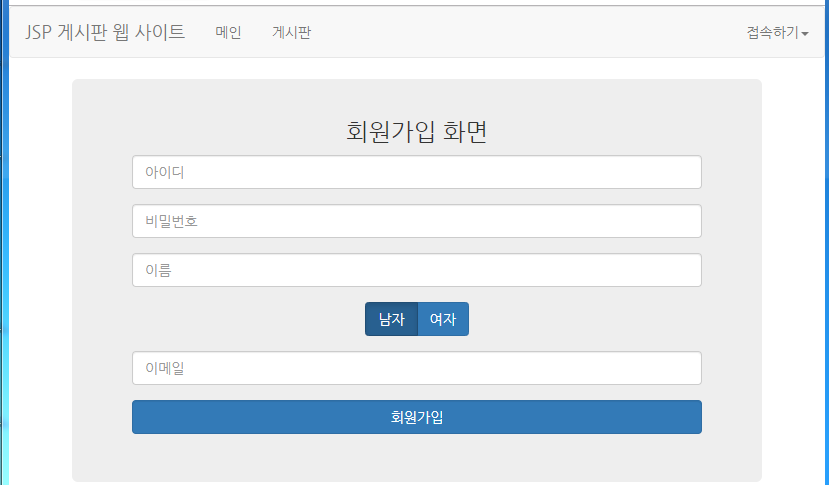 JSP 게시판 웹 사이트 메인 게시판 접속하기
회원가입 화면
아이디
비밀번호
이름
남자 여자
이메일
회원가입